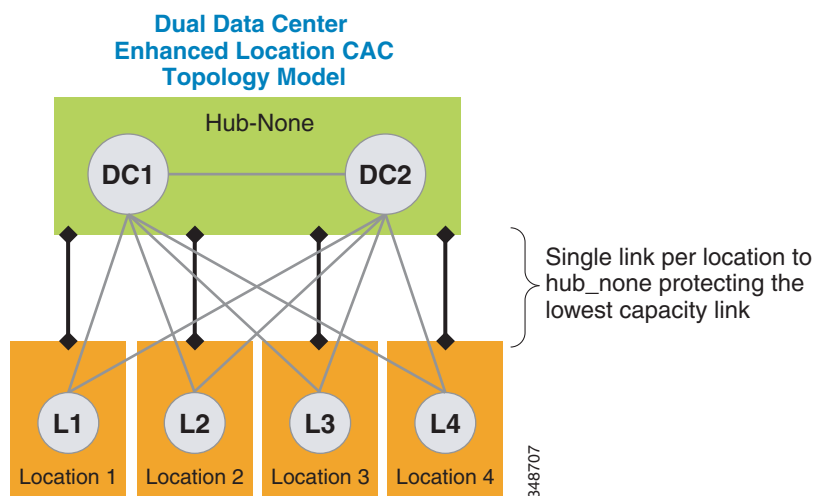 Dual Data Center
Enhanced Location CAC
Topology Model
Hub-None
DC1
DC2
Single link per location to
hub_none protecting the
lowest capacity link
L1
L2
L3
L4
Location 1
Location 2
Location 3
Location 4
348707